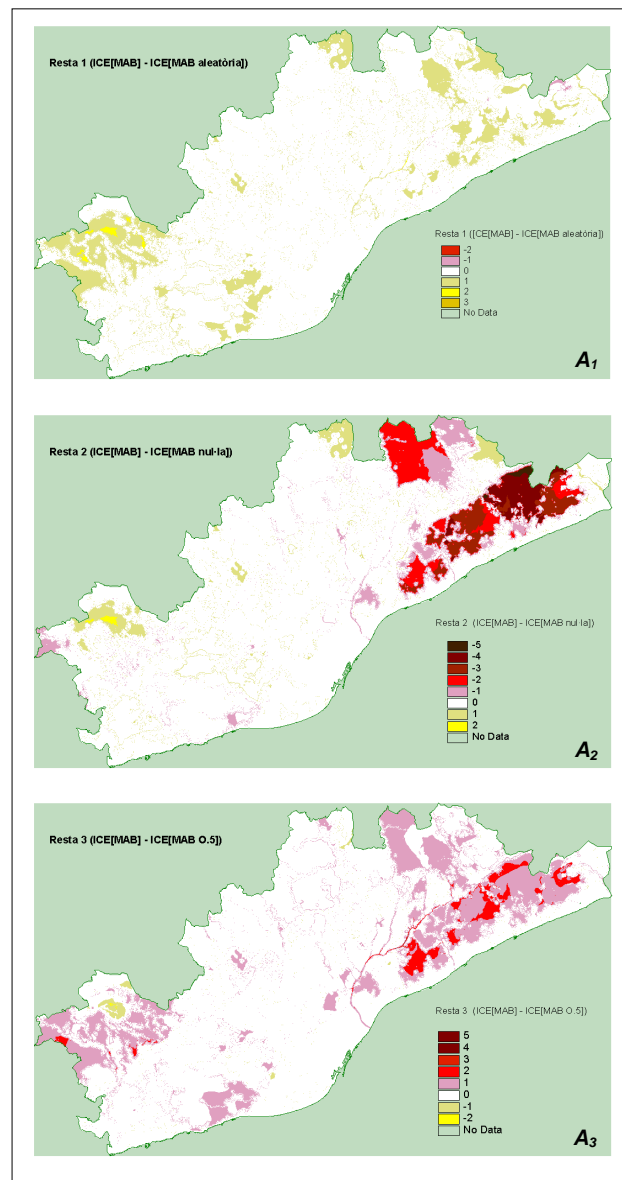 Resta 1 (ICE[MAB] - ICE[MAB aleatòria])
Resta 1 ([CE[MAB] - ICE[MAB aleatòria])
-2
-1
0
1
2
3
No Data
A1
Resta 2 (ICE[MAB] - ICE[MAB nul·la])
Resta 2 (ICE[MAB] - ICE[MAB nul·la])
-5
-4
-3
-2
-1
0
1
2
No Data
A2
Resta 3 (ICE[MAB] - ICE[MAB O.5])
Resta 3 (ICE[MAB] - ICE[MAB O.5])
5
4
3
2
1
0
-1
-2
No Data
A3